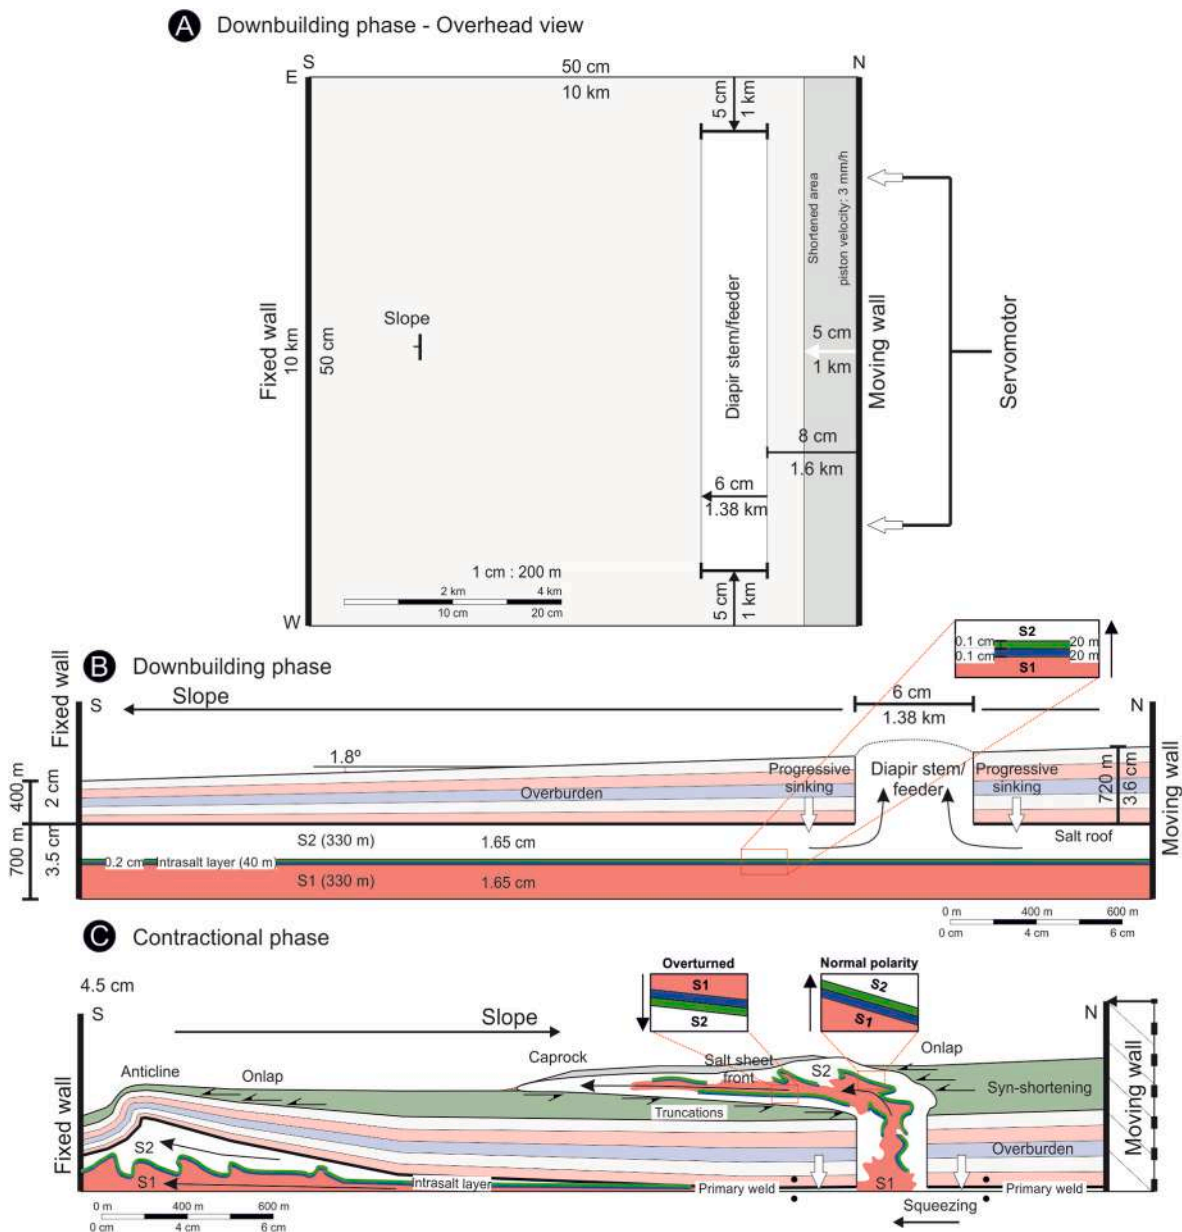 A Downbuilding phase - Overhead view
S
50 cm
10 km
N
E
5 cm
1 km
Shortened area
piston velocity: 3 mm/h
Fixed wall
10 km
50 cm
Slope
Diapir stem/feeder
5 cm
1 km
Moving wall
Servomotor
8 cm
1.6 km
6 cm
1.38 km
1 cm : 200 m
2 km
4 km
10 cm
20 cm
5 cm
1 km
W
B Downbuilding phase
S2
0.1 cm
20 m
0.1 cm
20 m
S1
Fixed wall
S
Slope
6 cm
1.38 km
N
Moving wall
1.8º
Progressive
sinking
Diapir stem/
feeder
Progressive
sinking
400 m
2 cm
Overburden
720 m
3.6 cm
Salt roof
700 m
3.5 cm
S2 (330 m)
1.65 cm
0.2 cm
Intrasalt layer (40 m)
S1 (330 m)
1.65 cm
0 m
400 m
600 m
0 cm
4 cm
6 cm
C Contractional phase
4.5 cm
Overturned
S1
S2
Normal polarity
S2
S1
S
Slope
N
Fixed wall
Anticline
Onlap
Caprock
Salt sheet
front
S2
Onlap
Syn-shortening
Truncations
Moving wall
S2
Overburden
S1
Intrasalt layer
Primary weld
S1
Primary weld
Squeezing
0 m
400 m
600 m
0 cm
4 cm
6 cm